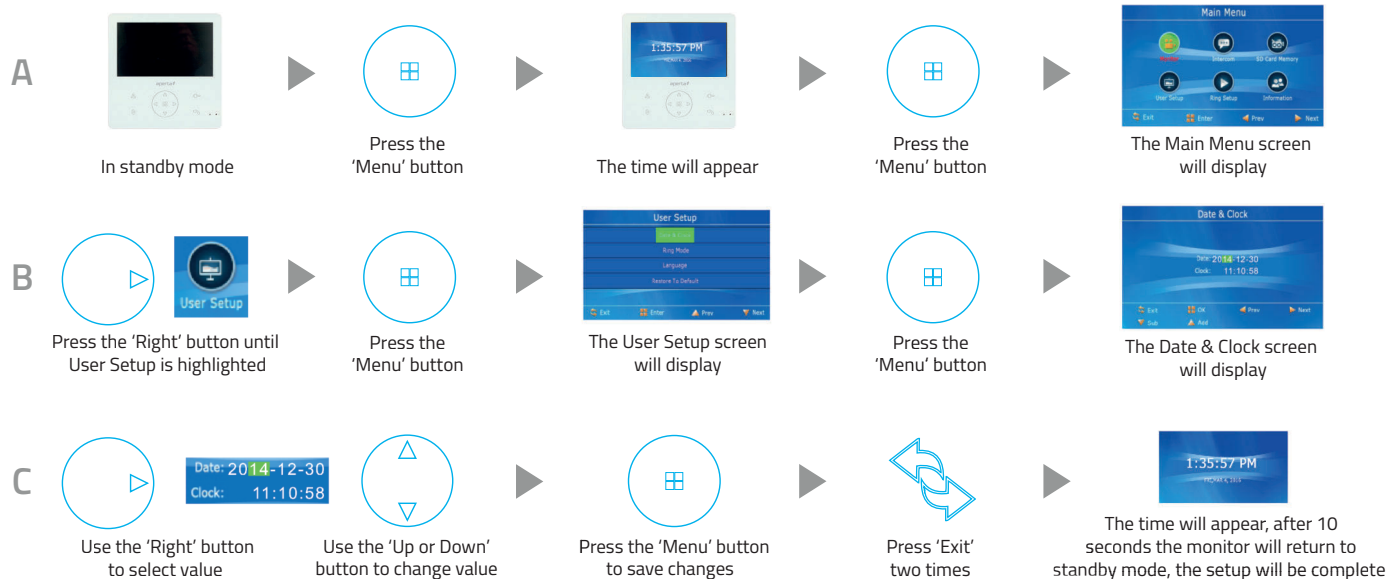 A
1:35:57 PM
Main Menu
Intercom
SD Card Memory
User Setup
Ring Setup
Information
Exit
Enter
Prev
Next
In standby mode
Press the
'Menu' button
The time will appear
Press the
'Menu' button
The Main Menu screen
will display
B
User Setup
User Setup
Date & Clock
Ring Mode
Language
Restore To Default
Exit
Enter
Prev
Next
Date & Clock
Date: 2014-12-30
Clock: 11:10:58
Exit
OK
Prev
Next
Sub
Add
Press the 'Right' button until
User Setup is highlighted
Press the
'Menu' button
The User Setup screen
will display
Press the
'Menu' button
The Date & Clock screen
will display
C
Date: 2014-12-30
Clock: 11:10:58
1:35:57 PM
Use the 'Right' button
to select value
Use the 'Up or Down'
button to change value
Press the 'Menu' button
to save changes
Press 'Exit'
two times
The time will appear, after 10
seconds the monitor will return to
standby mode, the setup will be complete